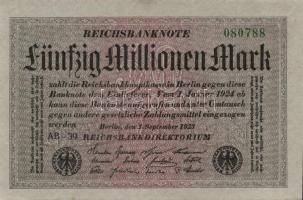 REICHSBANKNOTE
080788
Fünfzig Millionen Mark
zahlt die Reichsbankhauptkasse in Berlin gegen diese
Banknote dem Einlieferer. Vom 1. Januar 1924 ab
kann diese Banknote aufgerufen und unter Umtausch
gegen andere gesetzliche Zahlungsmittel eingezogen
werden
Berlin, den 1. September 1923
AB-39
REICHSBANKDIREKTORIUM